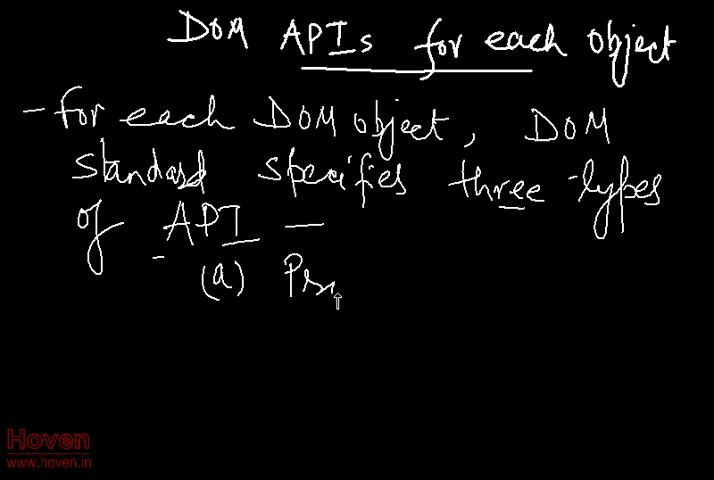 DOM APIs for each object
- for each DOM object, DOM
standard specifies three types
of API —
(a) Pro
Hoven
www.hoven.in